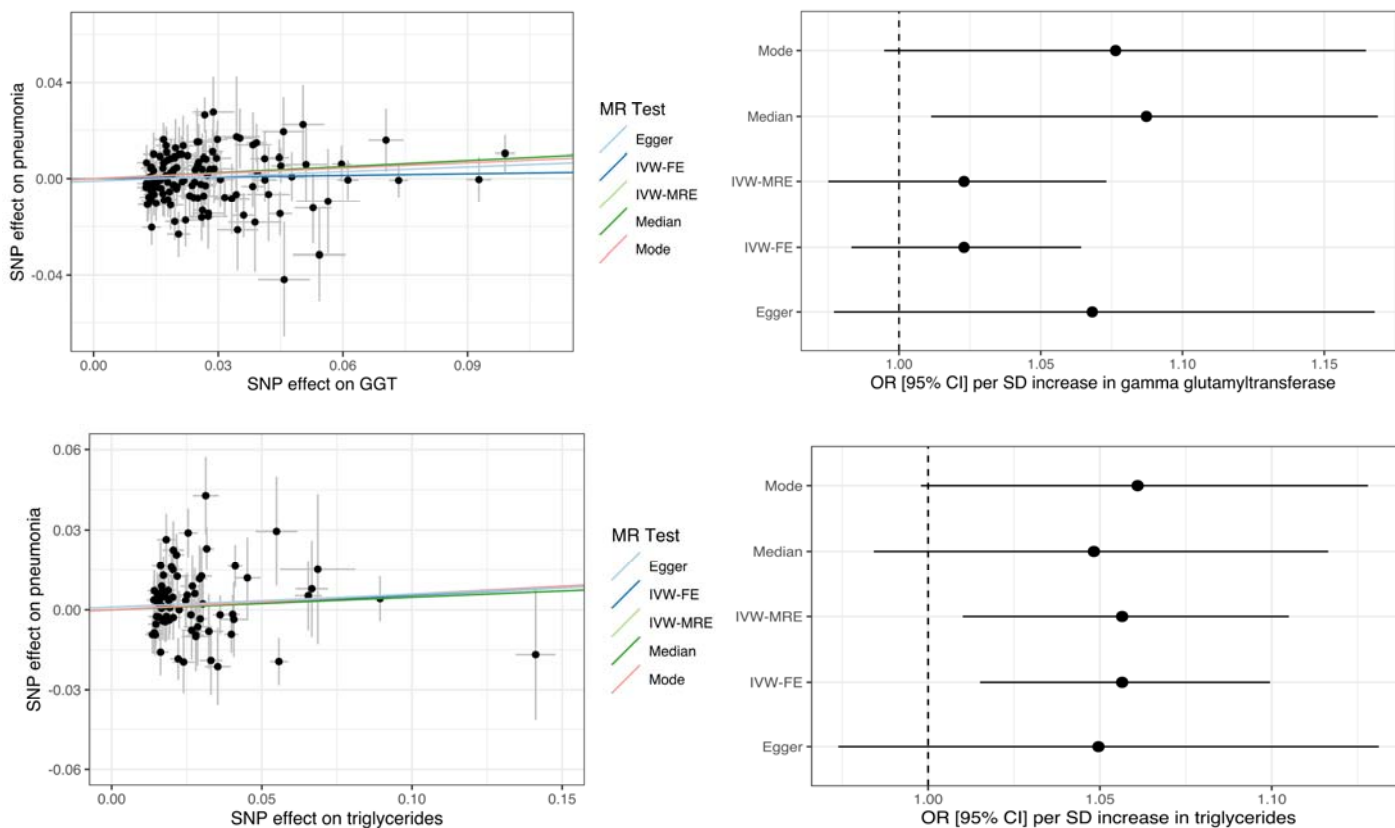 SNP effect on pneumonia
0.04
0.00
-0.04
0.00
0.03
0.06
0.09
SNP effect on GGT
MR Test
Egger
IVW-FE
IVW-MRE
Median
Mode
Mode
Median
IVW-MRE
IVW-FE
Egger
1.00
1.05
1.10
1.15
OR [95% CI] per SD increase in gamma glutamyltransferase
SNP effect on pneumonia
0.06
0.03
0.00
-0.03
-0.06
0.00
0.05
0.10
0.15
SNP effect on triglycerides
MR Test
Egger
IVW-FE
IVW-MRE
Median
Mode
Mode
Median
IVW-MRE
IVW-FE
Egger
1.00
1.05
1.10
OR [95% CI] per SD increase in triglycerides